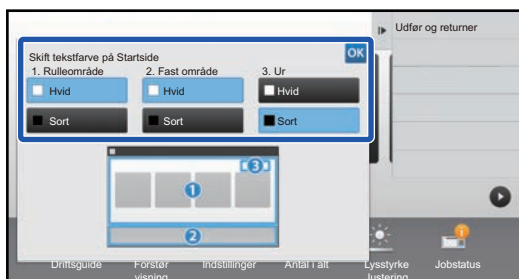 Udfør og returner
OK
Skift tekstfarve på Startside
1. Rulleområde 2. Fast område 3. Ur
Hvid Hvid Hvid
Sort Sort Sort
3
1
2
Driftsguide Forstør visning Indstillinger Antal i alt Lysstyrke justering Jobstatus